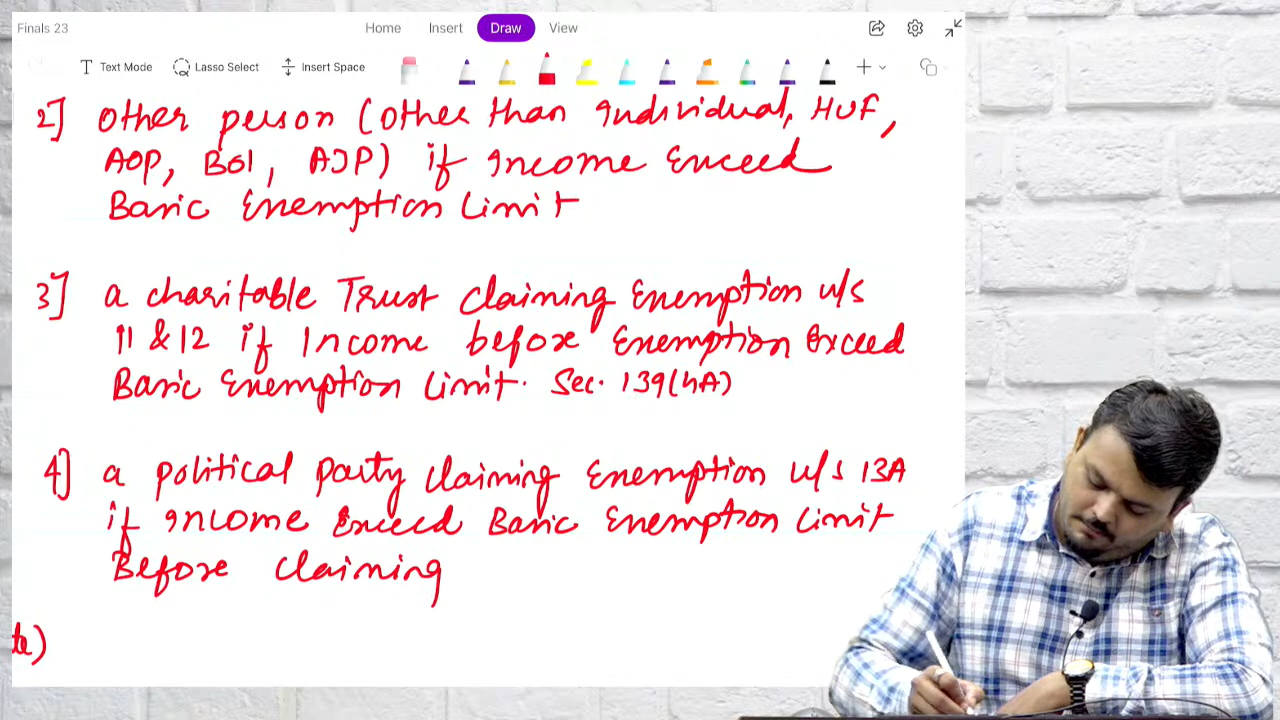 Finals 23
Home Insert Draw View
Text Mode Lasso Select Insert Space
2] Other person (other than Individual, HUF,
AOP, BOI, AJP) if Income Exceed
Basic Exemption Limit
3] a charitable Trust claiming Exemption u/s
11 & 12 if Income before Exemption Exceed
Basic Exemption Limit. Sec. 139(4A)
4] a political party claiming Exemption u/s 13A
if Income Exceed Basic Exemption Limit
Before claiming
te)